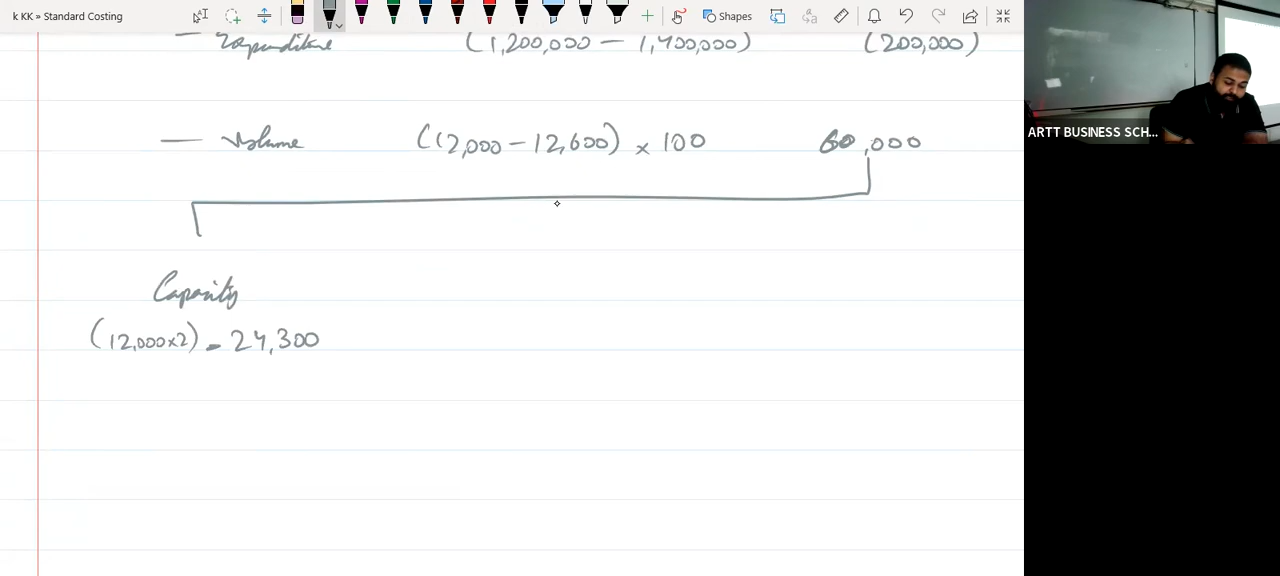 k KK » Standard Costing
Shapes
— Expenditure (1,200,000 — 1,400,000) (200,000)
ARTT BUSINESS SCH...
— Volume (12,000 — 12,600) × 100 60,000
Capacity
(12,000×2) - 24,300